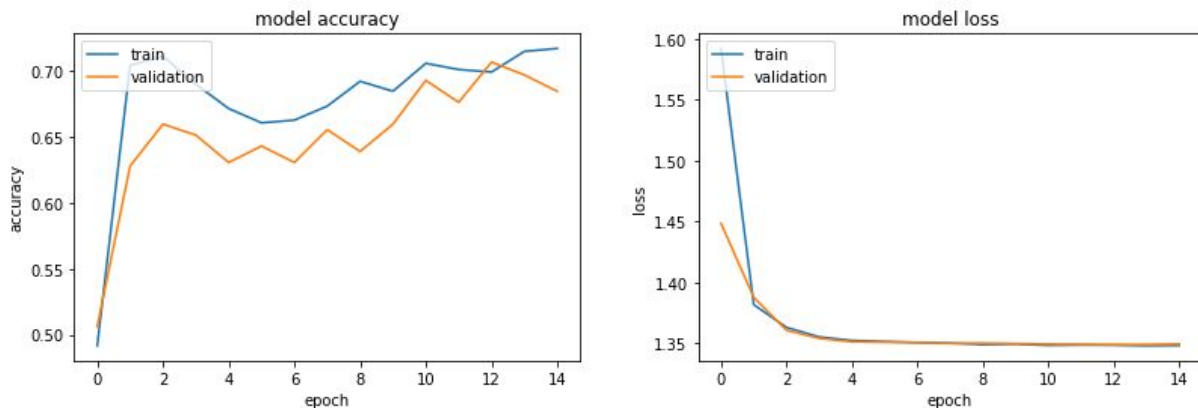 model accuracy
train
validation
0.70
0.65
0.60
0.55
0.50
accuracy
0 2 4 6 8 10 12 14
epoch
model loss
train
validation
1.60
1.55
1.50
1.45
1.40
1.35
loss
0 2 4 6 8 10 12 14
epoch